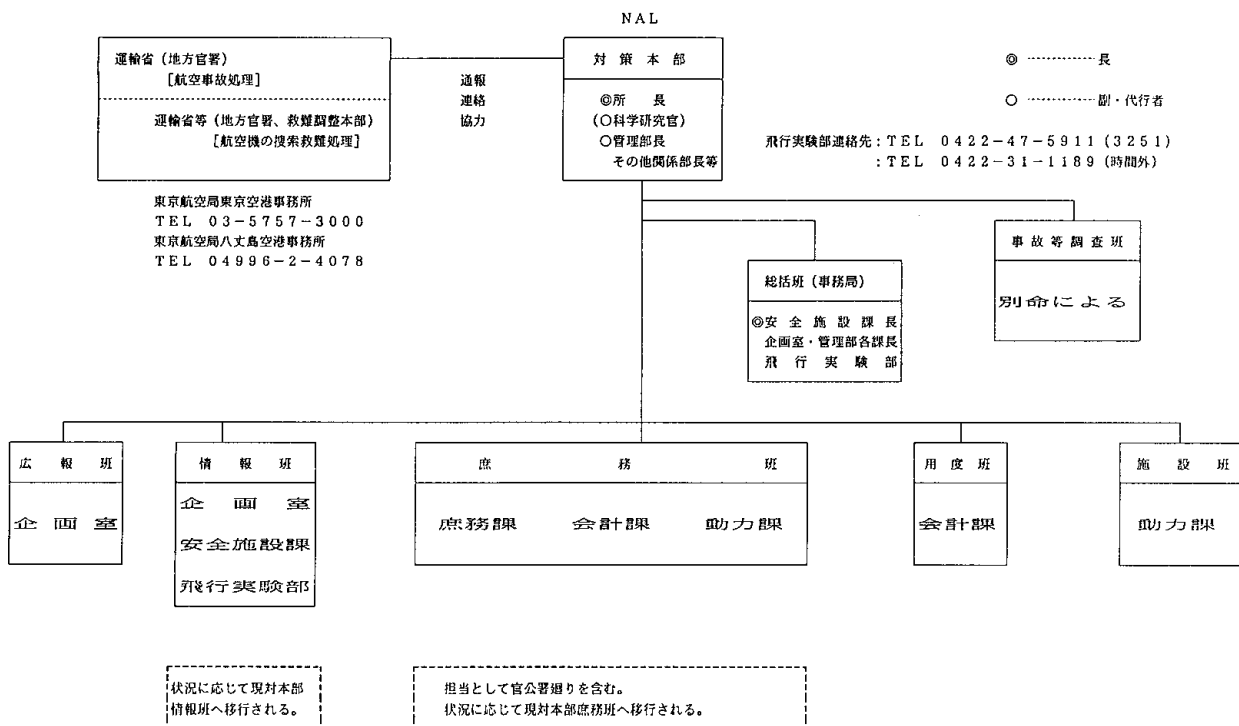 NAL
運輸省（地方官署）
［航空事故処理］
運輸省等（地方官署、救難調整本部）
［航空機の捜索救難処理］
通報
連絡
協力
対策本部
◎所　長
（○科学研究官）
○管理部長
その他関係部長等
◎ ………… 長
○ ………… 副・代行者
飛行実験部連絡先：TEL 0422-47-5911（3251）
：TEL 0422-31-1189（時間外）
東京航空局東京空港事務所
TEL 03-5757-3000
東京航空局八丈島空港事務所
TEL 04996-2-4078
総括班（事務局）
◎安全施設課長
企画室・管理部各課長
飛行実験部
事故等調査班
別命による
広報班
企画室
情報班
企画室
安全施設課
飛行実験部
庶務班
庶務課　会計課　動力課
用度班
会計課
施設班
動力課
状況に応じて現対本部
情報班へ移行される。
担当として官公署廻りを含む。
状況に応じて現対本部庶務班へ移行される。